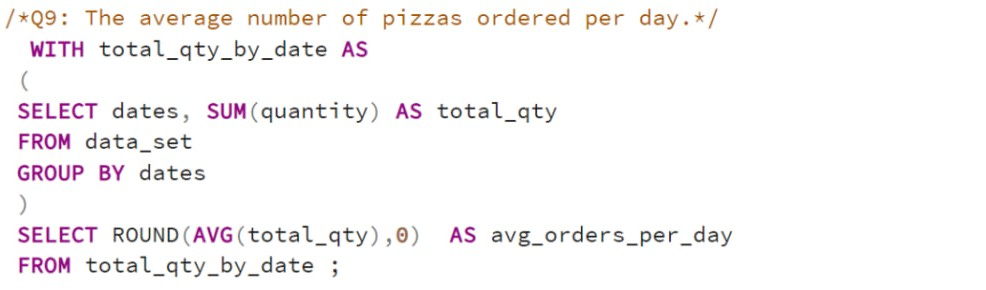 /*Q9: The average number of pizzas ordered per day.*/
WITH total_qty_by_date AS
(
SELECT dates, SUM(quantity) AS total_qty
FROM data_set
GROUP BY dates
)
SELECT ROUND(AVG(total_qty),0)  AS avg_orders_per_day
FROM total_qty_by_date ;